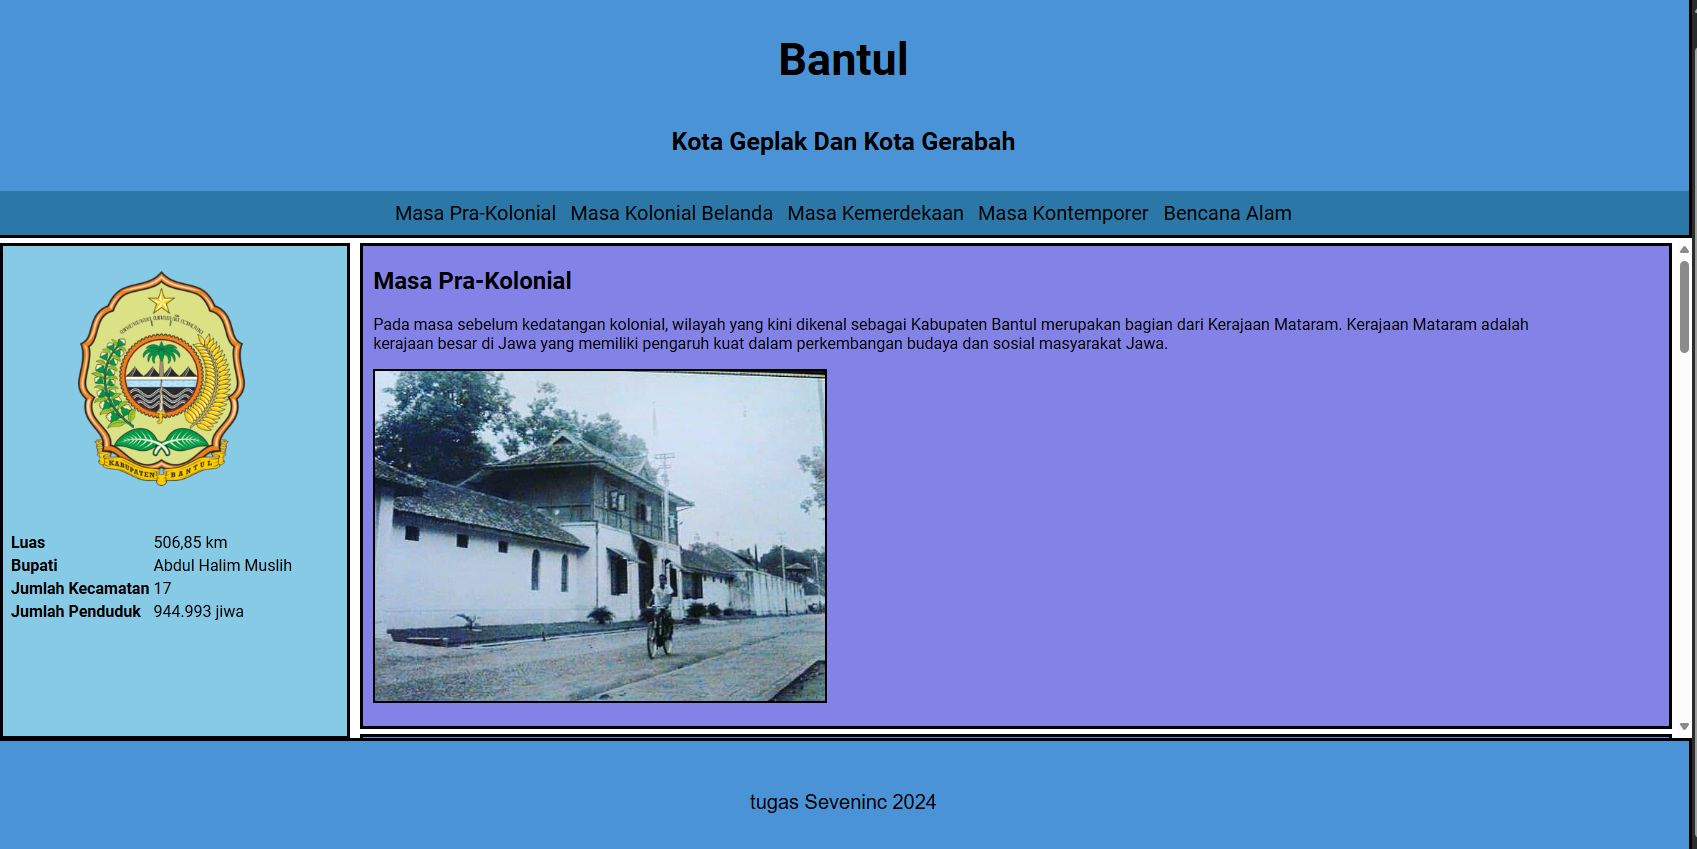 Bantul
Kota Geplak Dan Kota Gerabah
Masa Pra-Kolonial Masa Kolonial Belanda Masa Kemerdekaan Masa Kontemporer Bencana Alam
KABUPATEN BANTUL
Luas 506,85 km
Bupati Abdul Halim Muslih
Jumlah Kecamatan 17
Jumlah Penduduk 944.993 jiwa
Masa Pra-Kolonial
Pada masa sebelum kedatangan kolonial, wilayah yang kini dikenal sebagai Kabupaten Bantul merupakan bagian dari Kerajaan Mataram. Kerajaan Mataram adalah
kerajaan besar di Jawa yang memiliki pengaruh kuat dalam perkembangan budaya dan sosial masyarakat Jawa.
tugas Seveninc 2024